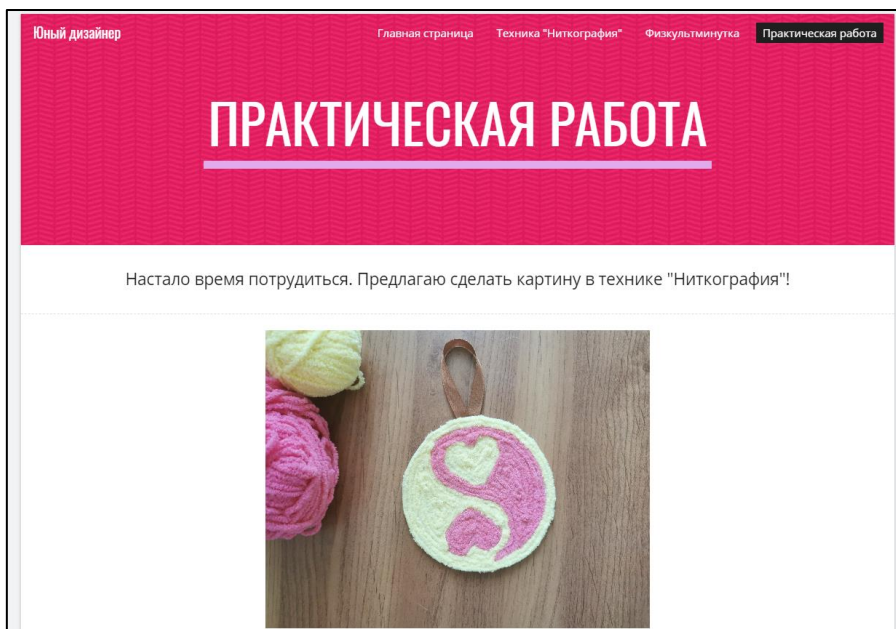 Юный дизайнер
Главная страница Техника "Ниткография" Физкультминутка Практическая работа
ПРАКТИЧЕСКАЯ РАБОТА
Настало время потрудиться. Предлагаю сделать картину в технике "Ниткография"!